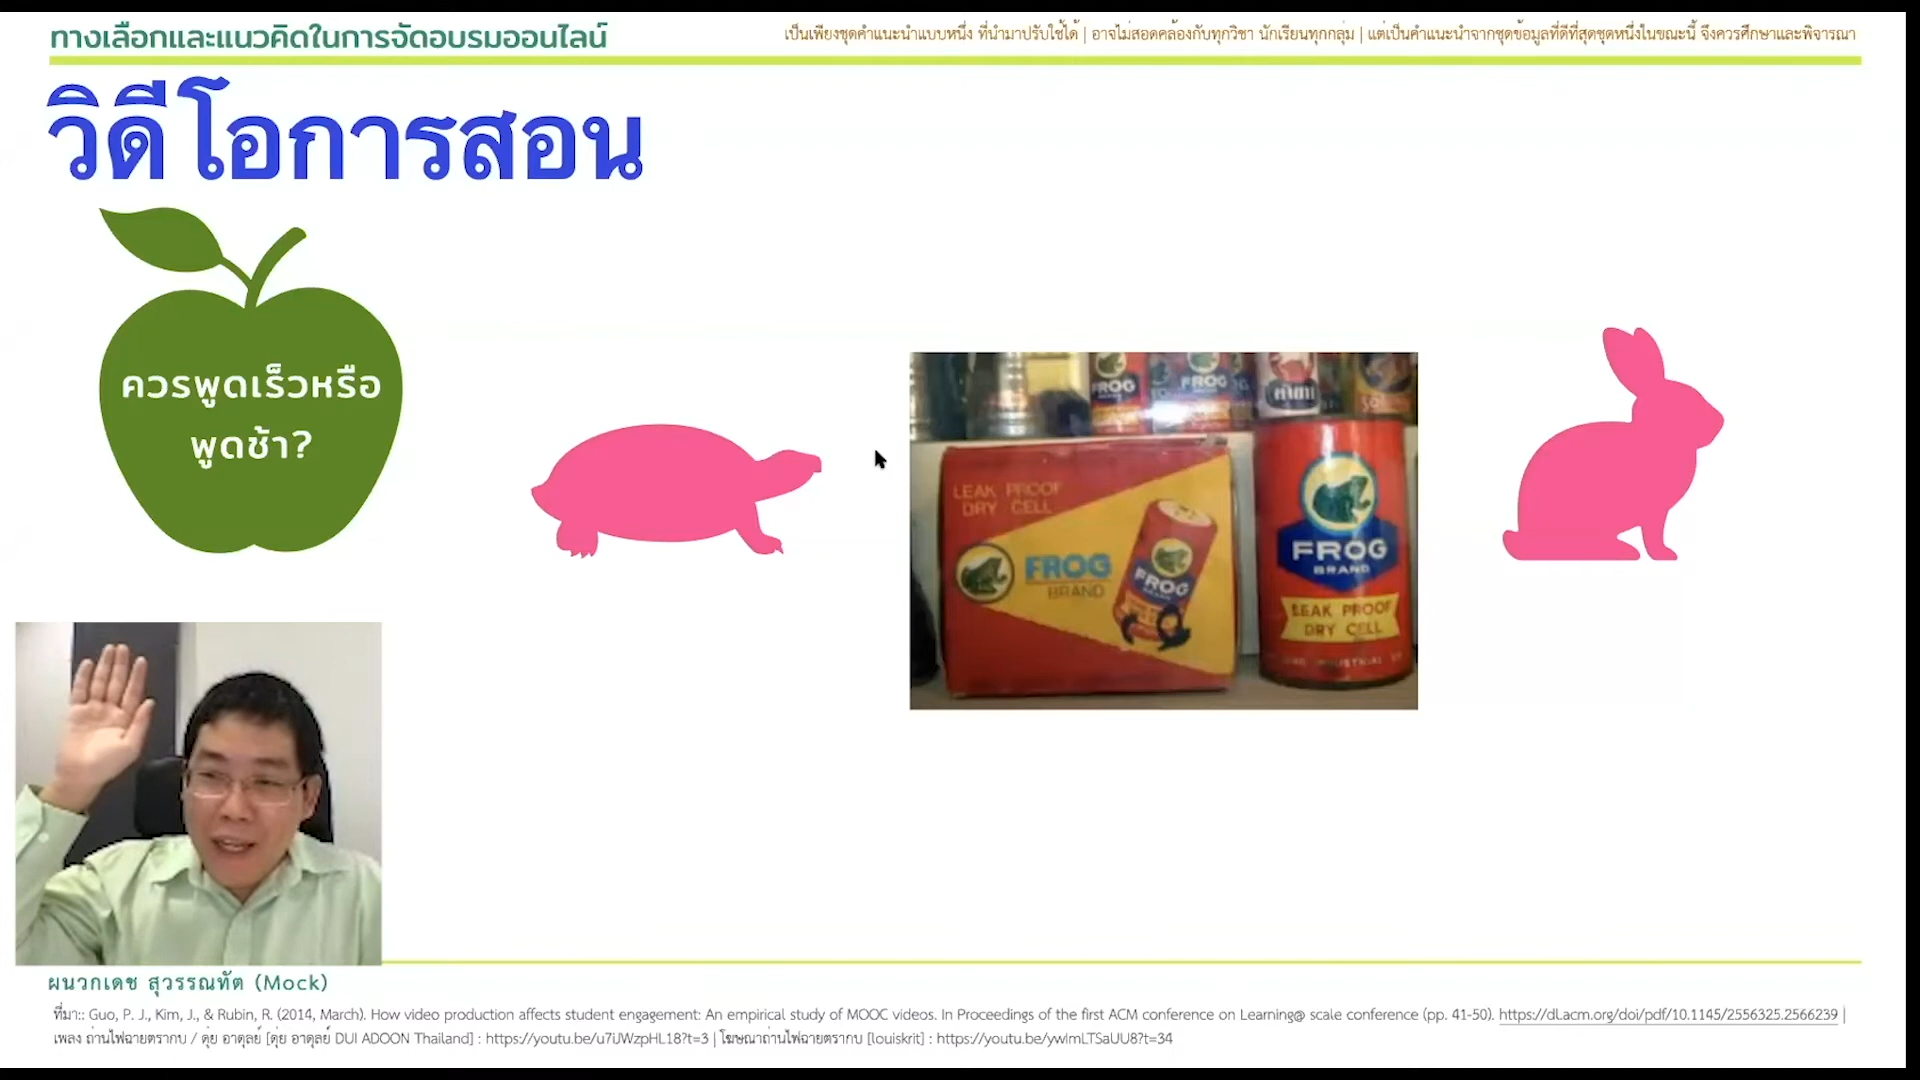 ทางเลือกและแนวคิดในการจัดอบรมออนไลน์
เป็นเพียงชุดคำแนะนำแบบหนึ่ง ที่นำมาปรับใช้ได้ | อาจไม่สอดคล้องกับทุกวิชา นักเรียนทุกกลุ่ม | แต่เป็นคำแนะนำจากชุดข้อมูลที่ดีที่สุดชุดหนึ่งในขณะนี้ จึงควรศึกษาและพิจารณา
วิดีโอการสอน
ควรพูดเร็วหรือ
พูดช้า?
FROG
FROG
LEAK PROOF
DRY CELL
FROG
BRAND
FROG
FROG
BRAND
LEAK PROOF
DRY CELL
ผนวกเดช สุวรรณทัต (Mock)
ที่มา:: Guo, P. J., Kim, J., & Rubin, R. (2014, March). How video production affects student engagement: An empirical study of MOOC videos. In Proceedings of the first ACM conference on Learning@ scale conference (pp. 41-50). https://dl.acm.org/doi/pdf/10.1145/2556325.2566239 |
เพลง ถ่านไฟฉายตรากบ / ดุ่ย อาดุลย์ [ดุ่ย อาดุลย์ DUI ADOON Thailand] : https://youtu.be/u7iJWzpHL18?t=3 | โฆษณาถ่านไฟฉายตรากบ [louiskrit] : https://youtu.be/ywImLTSaUU8?t=34